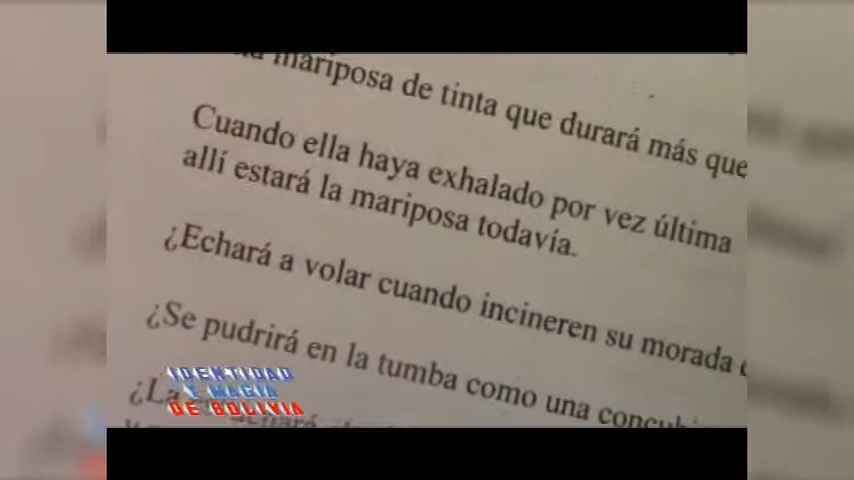 mariposa de tinta que durará más que
Cuando ella haya exhalado por vez última
allí estará la mariposa todavía.
¿Echará a volar cuando incineren su morada
¿Se pudrirá en la tumba como una
¿La
IDENTIDAD
Y MAGIA
DE BOLIVIA